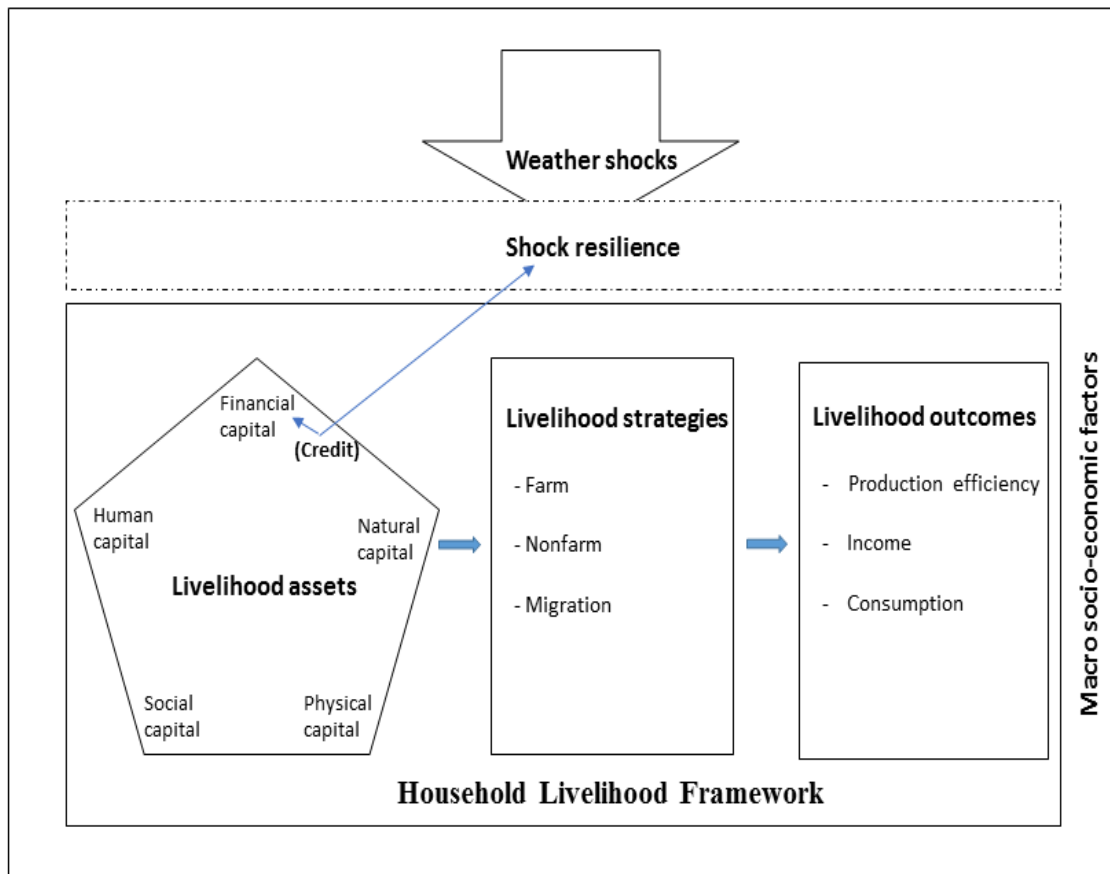 Weather shocks
Shock resilience
Financial
capital
(Credit)
Human
capital
Natural
capital
Livelihood assets
Social
capital
Physical
capital
Livelihood strategies
- Farm
- Nonfarm
- Migration
Livelihood outcomes
- Production efficiency
- Income
- Consumption
Household Livelihood Framework
Macro socio-economic factors